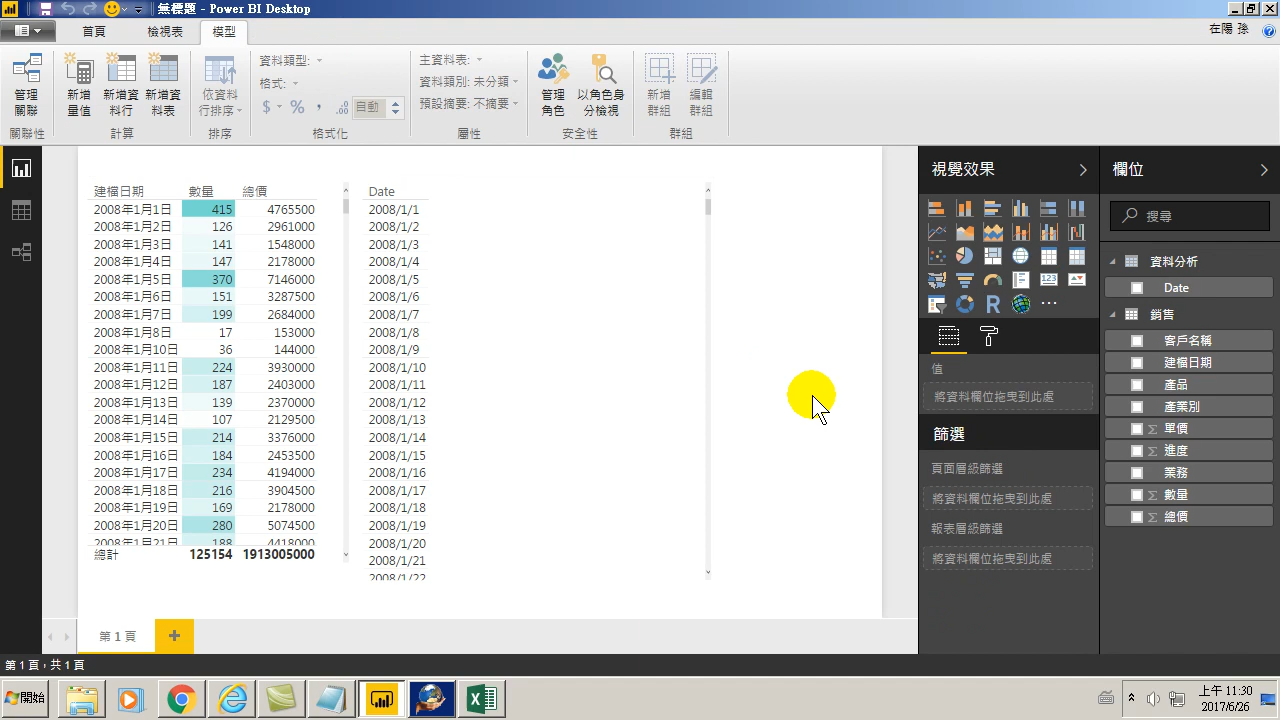 無標題 - Power BI Desktop
首頁
檢視表
模型
在陽 孫
管理
關聯
關聯性
新增
量值
新增資
料行
新增資
料表
計算
依資料
行排序
排序
資料類型:
格式:
$ % , .00 自動
格式化
主資料表:
資料類別: 未分類
預設摘要: 不摘要
屬性
管理
角色
以角色身
分檢視
安全性
新增
群組
編輯
群組
群組
建檔日期 數量 總價
2008年1月1日 415 4765500
2008年1月2日 126 2961000
2008年1月3日 141 1548000
2008年1月4日 147 2178000
2008年1月5日 370 7146000
2008年1月6日 151 3287500
2008年1月7日 199 2684000
2008年1月8日 17 153000
2008年1月10日 36 144000
2008年1月11日 224 3930000
2008年1月12日 187 2403000
2008年1月13日 139 2370000
2008年1月14日 107 2129500
2008年1月15日 214 3376000
2008年1月16日 184 2453500
2008年1月17日 234 4194000
2008年1月18日 216 3904500
2008年1月19日 169 2178000
2008年1月20日 280 5074500
2008年1月21日 188 4418000
總計 125154 1913005000
Date
2008/1/1
2008/1/2
2008/1/3
2008/1/4
2008/1/5
2008/1/6
2008/1/7
2008/1/8
2008/1/9
2008/1/10
2008/1/11
2008/1/12
2008/1/13
2008/1/14
2008/1/15
2008/1/16
2008/1/17
2008/1/18
2008/1/19
2008/1/20
2008/1/21
2008/1/22
視覺效果
R
123
值
將資料欄位拖曳到此處
篩選
頁面層級篩選
將資料欄位拖曳到此處
報表層級篩選
將資料欄位拖曳到此處
欄位
搜尋
資料分析
Date
銷售
客戶名稱
建檔日期
產品
產業別
Σ 單價
Σ 進度
業務
Σ 數量
Σ 總價
第 1 頁
第 1 頁，共 1 頁
開始
上午 11:30
2017/6/26